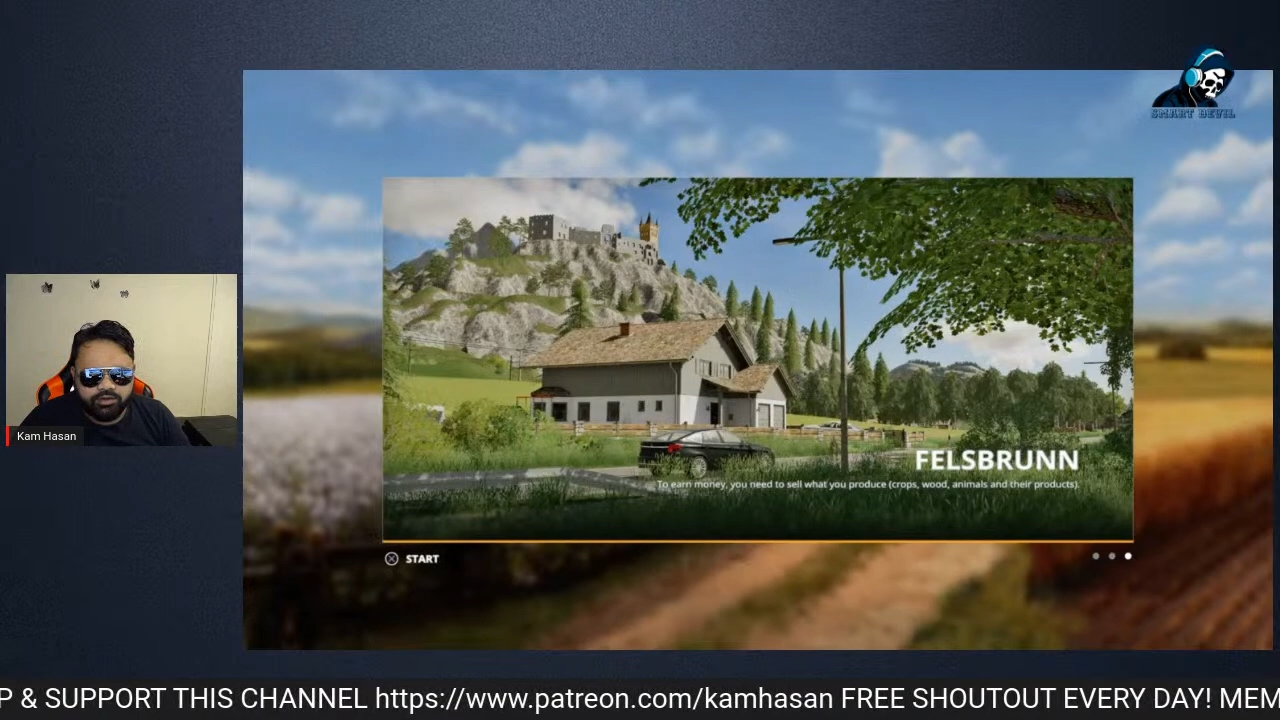 SMART DEVIL
FELSBRUNN
To earn money, you need to sell what you produce (crops, wood, animals and their products).
START
Kam Hasan
P & SUPPORT THIS CHANNEL https://www.patreon.com/kamhasan FREE SHOUTOUT EVERY DAY! MEM